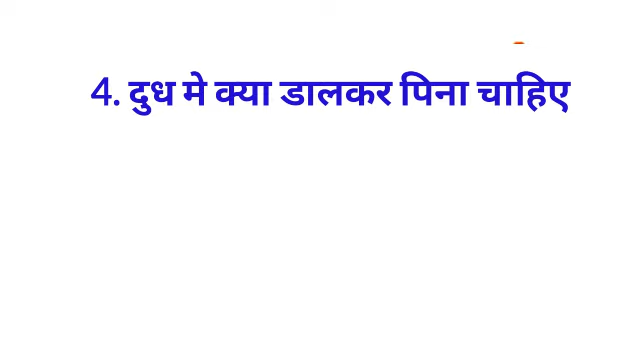 4. दुध मे क्या डालकर पिना चाहिए